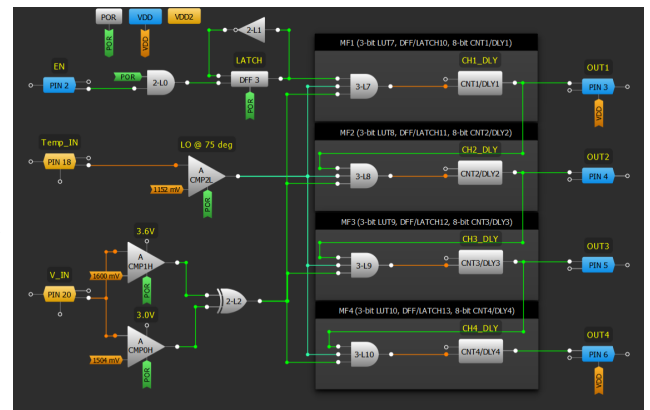 POR VDD VDD2
POR VDD
2-L1
MF1 (3-bit LUT7, DFF/LATCH10, 8-bit CNT1/DLY1)
EN
LATCH
CH1_DLY
OUT1
POR
PIN 2
2-L0
DFF 3
3-L7
CNT1/DLY1
PIN 3
POR
VDD
MF2 (3-bit LUT8, DFF/LATCH11, 8-bit CNT2/DLY2)
Temp_IN
LO @ 75 deg
CH2_DLY
OUT2
PIN 18
A
CMP2L
3-L8
CNT2/DLY2
PIN 4
1152 mV
POR
MF3 (3-bit LUT9, DFF/LATCH12, 8-bit CNT3/DLY3)
3.6V
CH3_DLY
OUT3
A
CMP1H
3-L9
CNT3/DLY3
PIN 5
1600 mV
V_IN
POR
PIN 20
2-L2
3.0V
MF4 (3-bit LUT10, DFF/LATCH13, 8-bit CNT4/DLY4)
CH4_DLY
OUT4
A
CMP0H
3-L10
CNT4/DLY4
PIN 6
1504 mV
POR
VDD